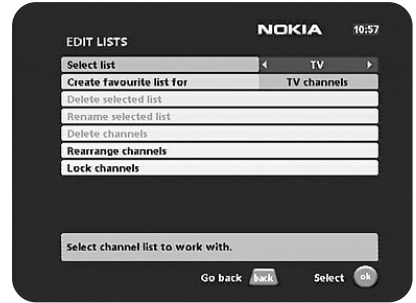 NOKIA 10:57
EDIT LISTS
Select list TV
Create favourite list for TV channels
Delete selected list
Rename selected list
Delete channels
Rearrange channels
Lock channels
Select channel list to work with.
Go back back Select ok